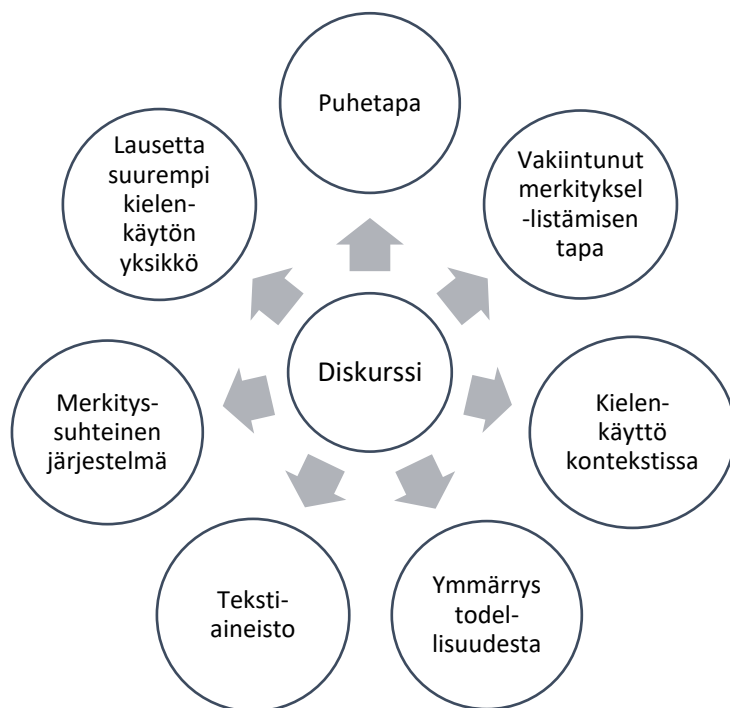 Puhetapa
Vakiintunut
merkityksel
-listämisen
tapa
Kielen-
käyttö
kontekstissa
Ymmärrys
todel-
lisuudesta
Teksti-
aineisto
Merkitys-
suhteinen
järjestelmä
Lausetta
suurempi
kielen-
käytön
yksikkö
Diskurssi